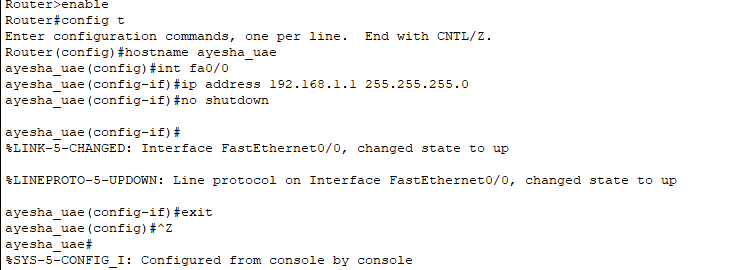 Router>enable
Router#config t
Enter configuration commands, one per line.  End with CNTL/Z.
Router(config)#hostname ayesha_uae
ayesha_uae(config)#int fa0/0
ayesha_uae(config-if)#ip address 192.168.1.1 255.255.255.0
ayesha_uae(config-if)#no shutdown
ayesha_uae(config-if)#
%LINK-5-CHANGED: Interface FastEthernet0/0, changed state to up
%LINEPROTO-5-UPDOWN: Line protocol on Interface FastEthernet0/0, changed state to up
ayesha_uae(config-if)#exit
ayesha_uae(config)#^Z
ayesha_uae#
%SYS-5-CONFIG_I: Configured from console by console